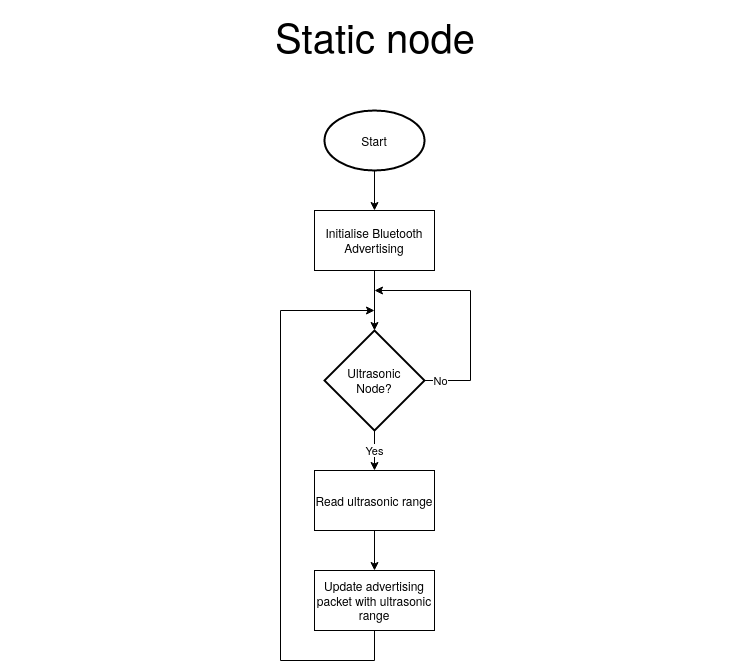 Static node
Start
Initialise Bluetooth
Advertising
Ultrasonic
Node?
No
Yes
Read ultrasonic range
Update advertising
packet with ultrasonic
range